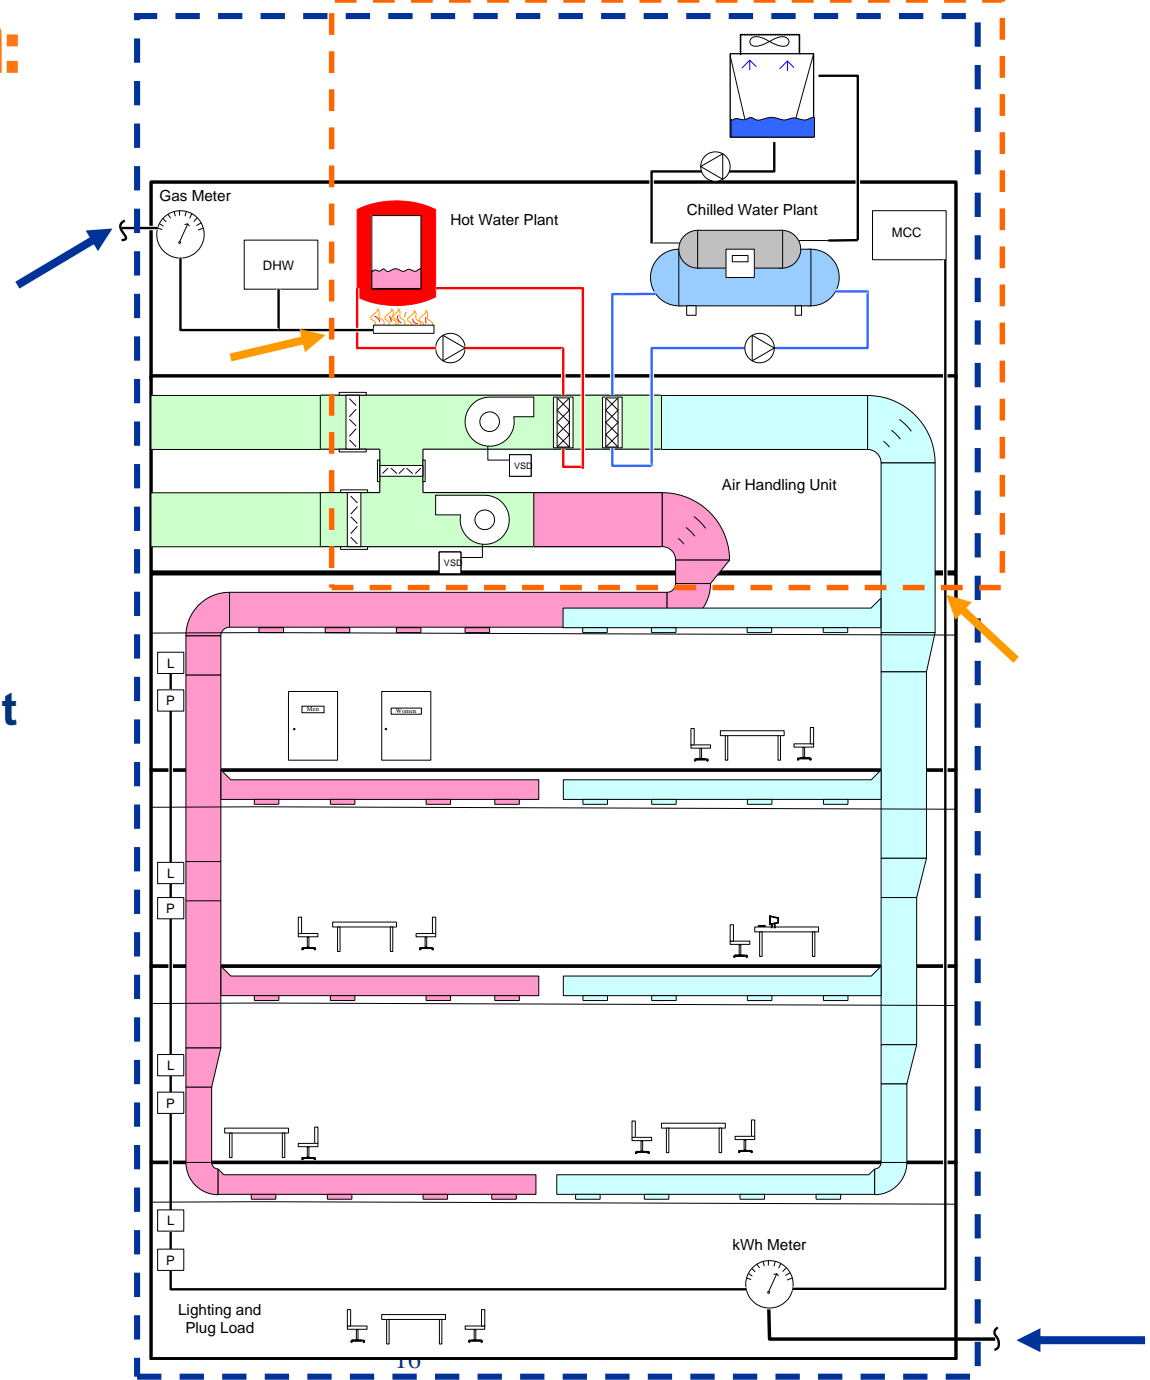 :
Gas Meter
Hot Water Plant
Chilled Water Plant
MCC
DHW
VSD
Air Handling Unit
VSD
L
t
P
Men
Women
L
P
L
P
L
P
kWh Meter
Lighting and
Plug Load
16